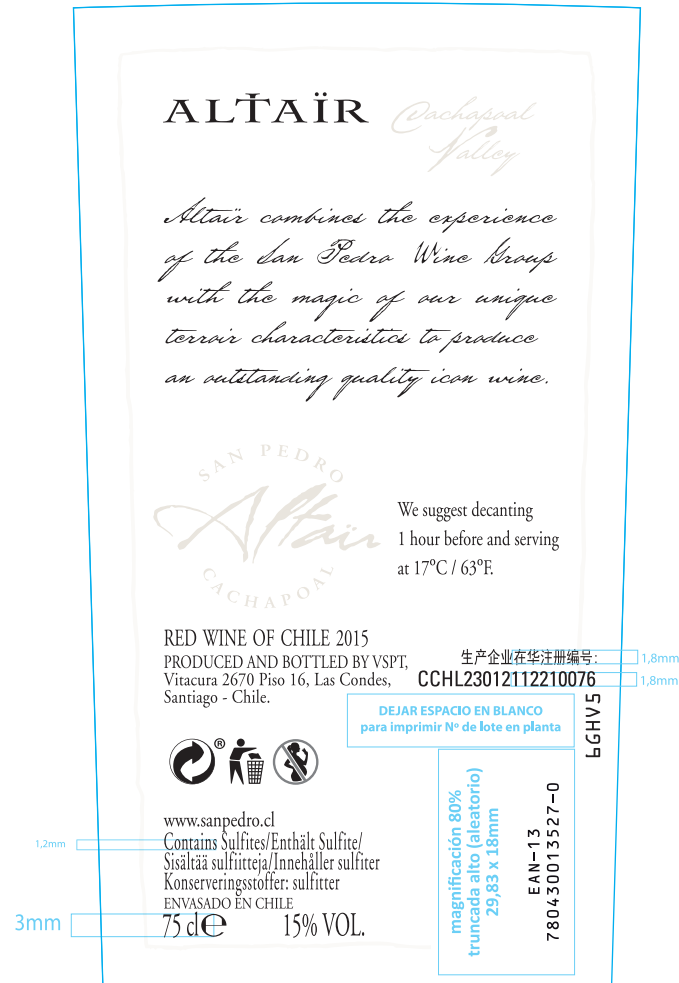 ALTAÏR
Cachapoal
Valley
Altaïr combines the experience
of the San Pedro Wine Group
with the magic of our unique
terroir characteristics to produce
an outstanding quality icon wine.
SAN PEDRO
Altaïr
CACHAPOAL
We suggest decanting
1 hour before and serving
at 17ºC / 63ºF.
RED WINE OF CHILE 2015
PRODUCED AND BOTTLED BY VSPT,
Vitacura 2670 Piso 16, Las Condes,
Santiago - Chile.
生产企业在华注册编号:
1,8mm
CCHL23012112210076
1,8mm
DEJAR ESPACIO EN BLANCO
para imprimir Nº de lote en planta
6GHV5
®
www.sanpedro.cl
1,2mm
Contains Sulfites/Enthält Sulfite/
Sisältää sulfiitteja/Innehåller sulfiter
Konserveringsstoffer: sulfitter
ENVASADO EN CHILE
3mm
75 cl e
15% VOL.
magnificación 80%
truncada alto (aleatorio)
29,83 x 18mm
EAN-13
780430013527-0